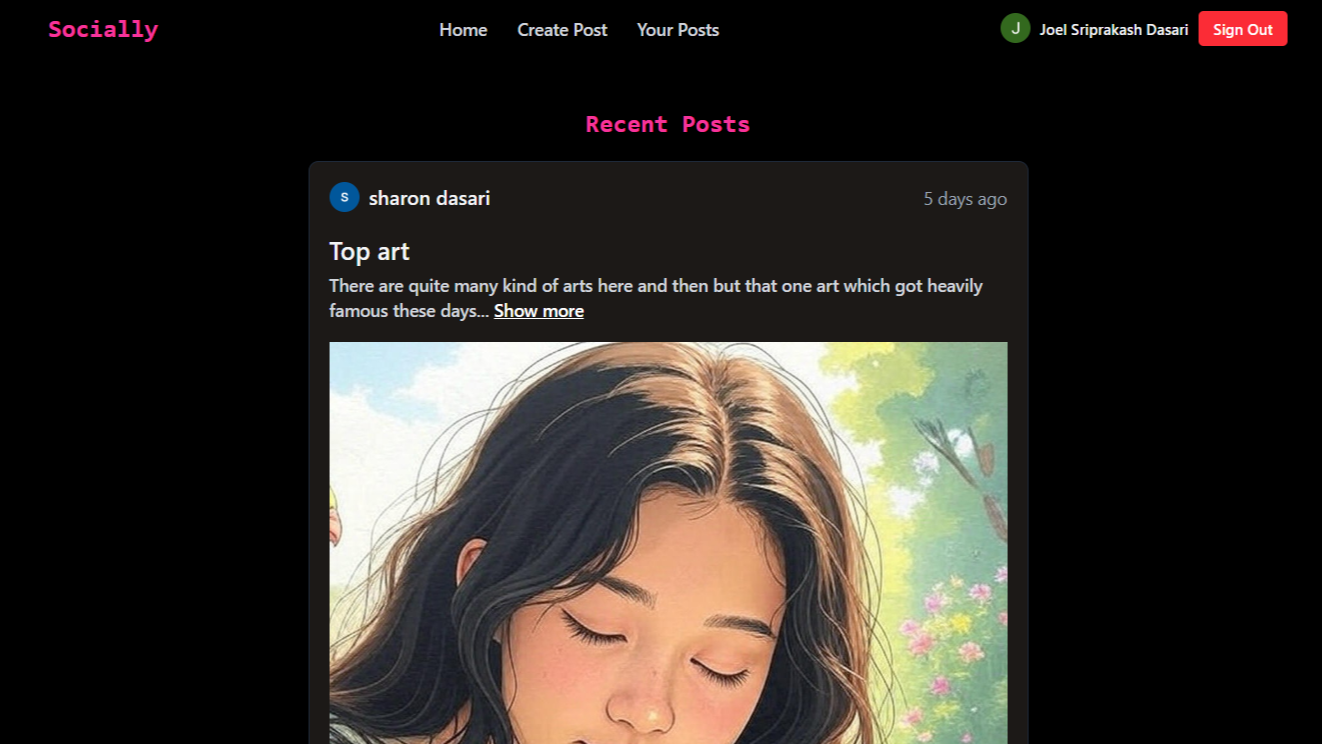 Socially
Home
Create Post
Your Posts
J
Joel Sriprakash Dasari
Sign Out
Recent Posts
s
sharon dasari
5 days ago
Top art
There are quite many kind of arts here and then but that one art which got heavily
famous these days... Show more